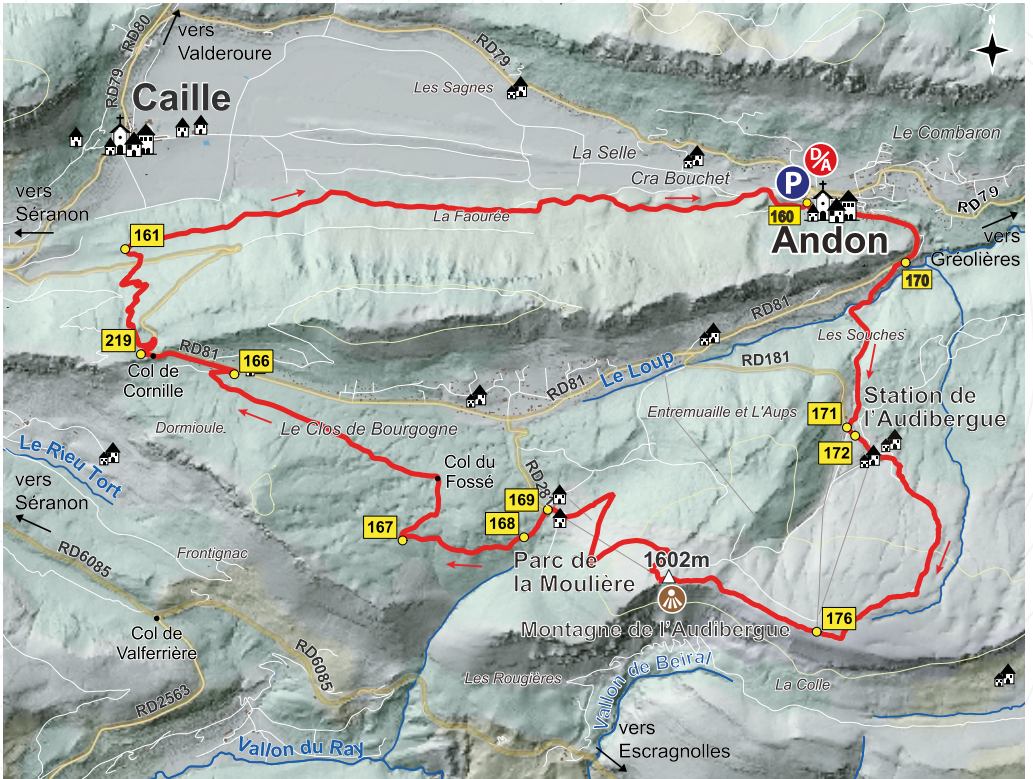 RD80
vers
Valderoure
N
RD79
RD79
Caille
Les Sagnes
Le Combaron
La Selle
D/A
Cra Bouchet
P
vers
Séranon
RD79
160
La Faourée
Andon
vers
Gréolières
161
170
RD81
Les Souches
219
RD81
166
RD181
Col de
Cornille
Le Loup
RD81
Station de
l'Audibergue
171
Entremuaille et L'Aups
Dormioule
Le Clos de Bourgogne
172
Le Rieu Tort
Col du
Fossé
vers
Séranon
169
167
168
RD6085
Frontignac
Parc de
la Moulière
1602m
176
Col de
Valferrière
Montagne de l'Audibergue
RD6085
Les Rougières
Vallon de Beiral
La Colle
RD2563
Vallon du Ray
vers
Escragnolles